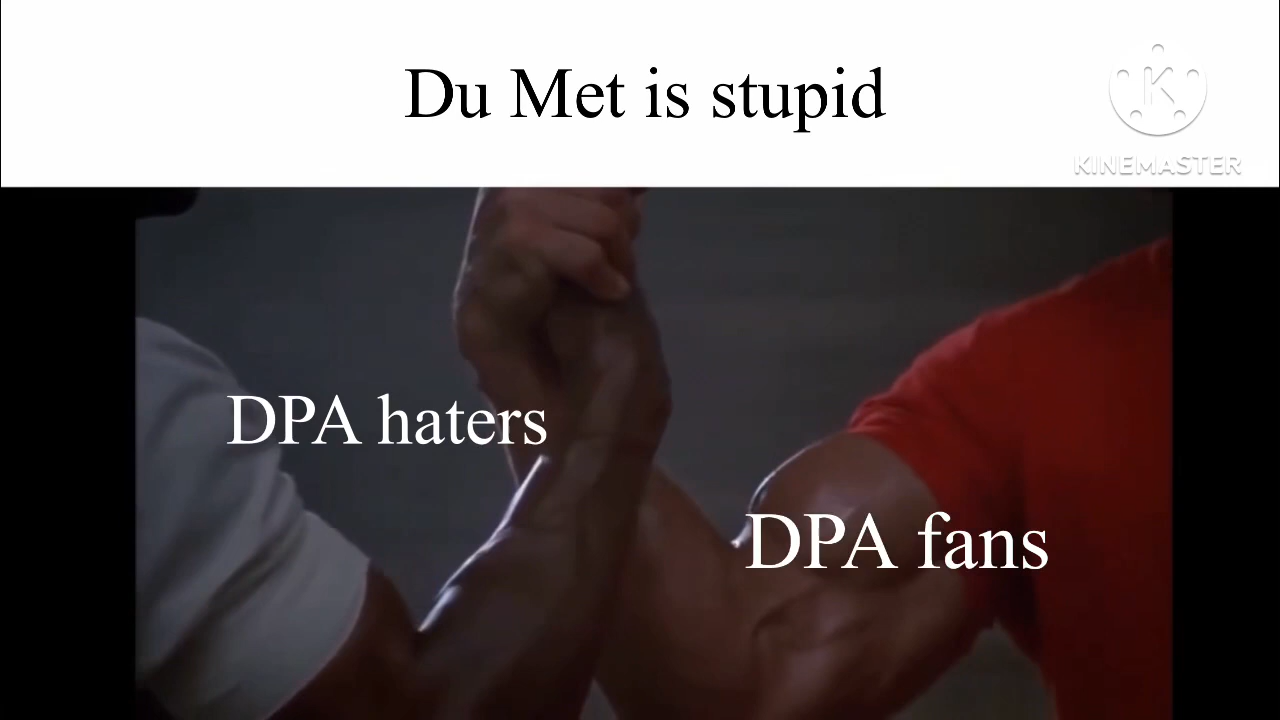 Du Met is stupid
K
KINEMASTER
DPA haters
DPA fans